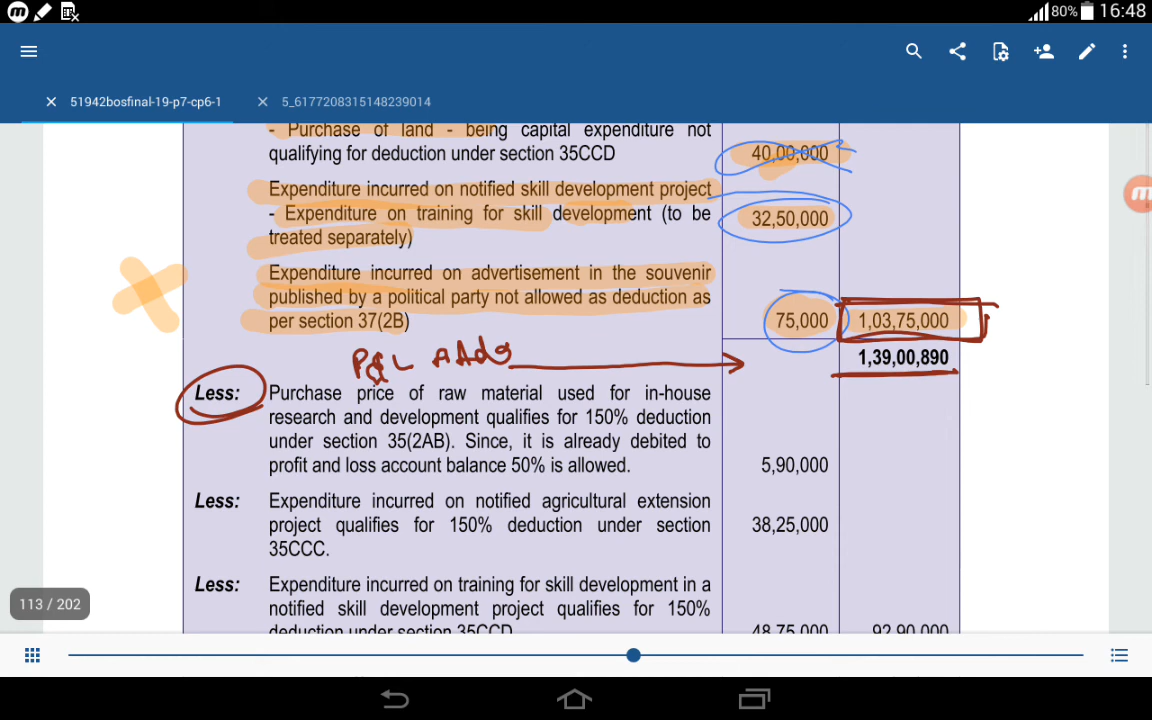 80% 16:48
51942bosfinal-19-p7-cp6-1 5_6177208315148239014
- Purchase of land - being capital expenditure not
qualifying for deduction under section 35CCD 40,00,000
Expenditure incurred on notified skill development project
- Expenditure on training for skill development (to be 32,50,000
treated separately)
Expenditure incurred on advertisement in the souvenir
published by a political party not allowed as deduction as
per section 37(2B) 75,000 1,03,75,000
1,39,00,890
P&L Adds
Less: Purchase price of raw material used for in-house
research and development qualifies for 150% deduction
under section 35(2AB). Since, it is already debited to
profit and loss account balance 50% is allowed. 5,90,000
Less: Expenditure incurred on notified agricultural extension
project qualifies for 150% deduction under section 38,25,000
35CCC.
Less: Expenditure incurred on training for skill development in a
notified skill development project qualifies for 150%
deduction under section 35CCD 48,75,000 92,90,000
113 / 202